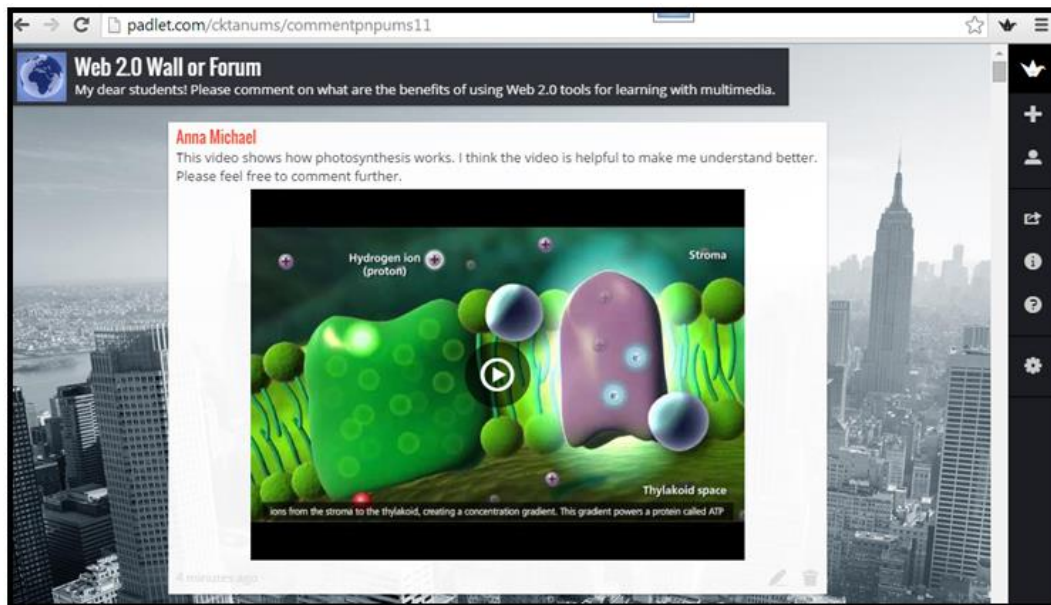 padlet.com/cktanums/commentpnpums11
Web 2.0 Wall or Forum
My dear students! Please comment on what are the benefits of using Web 2.0 tools for learning with multimedia.
Anna Michael
This video shows how photosynthesis works. I think the video is helpful to make me understand better.
Please feel free to comment further.
Hydrogen ion
(proton)
Stroma
Thylakoid space
ions from the stroma to the thylakoid, creating a concentration gradient. This gradient powers a protein called ATP
4 minutes ago